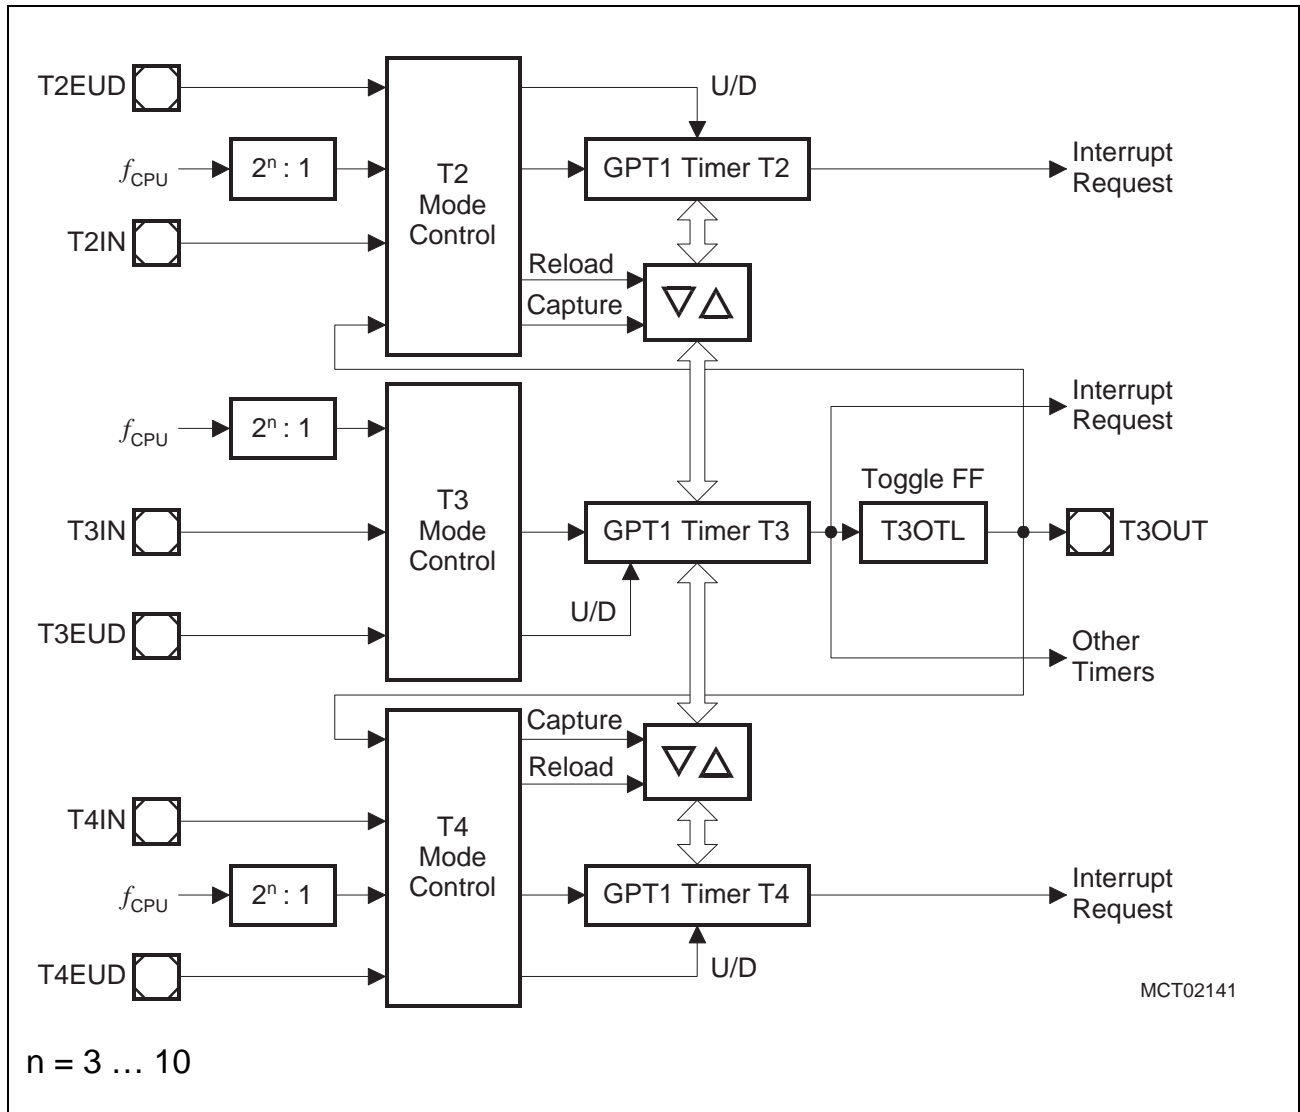 T2EUD
U/D
fCPU
2ⁿ : 1
T2
Mode
Control
GPT1 Timer T2
Interrupt
Request
T2IN
Reload
Capture
fCPU
2ⁿ : 1
Interrupt
Request
T3IN
T3
Mode
Control
GPT1 Timer T3
Toggle FF
T3OTL
T3OUT
T3EUD
U/D
Other
Timers
Capture
Reload
T4IN
T4
Mode
Control
fCPU
2ⁿ : 1
GPT1 Timer T4
Interrupt
Request
T4EUD
U/D
MCT02141
n = 3 … 10